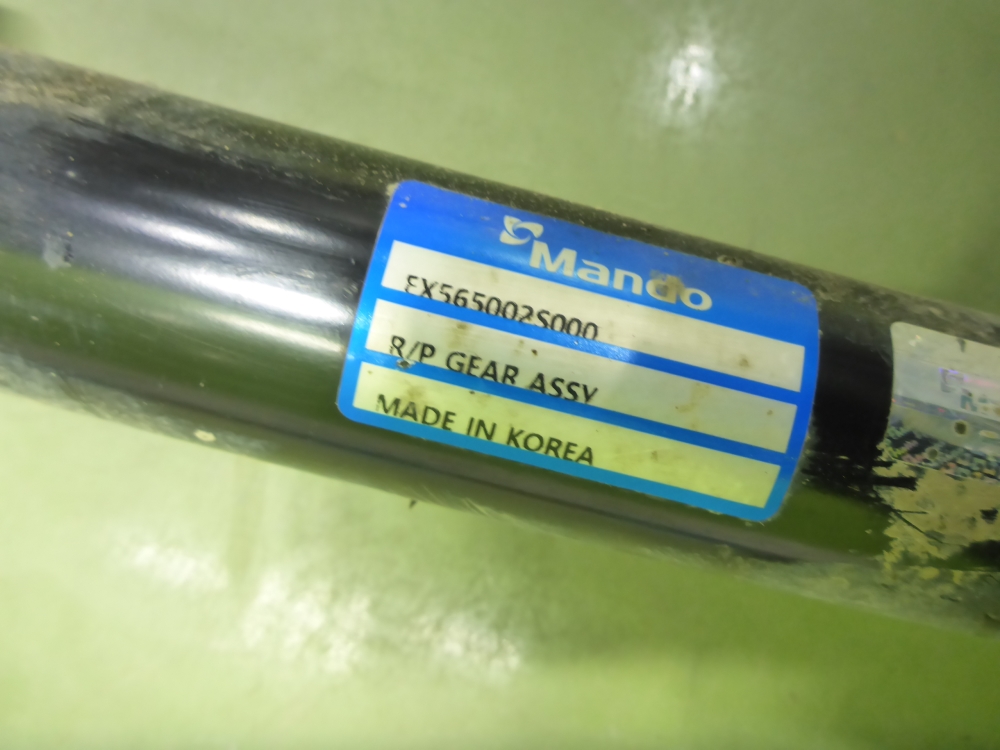 Mando
EX565002S000
R/P GEAR ASSY
MADE IN KOREA